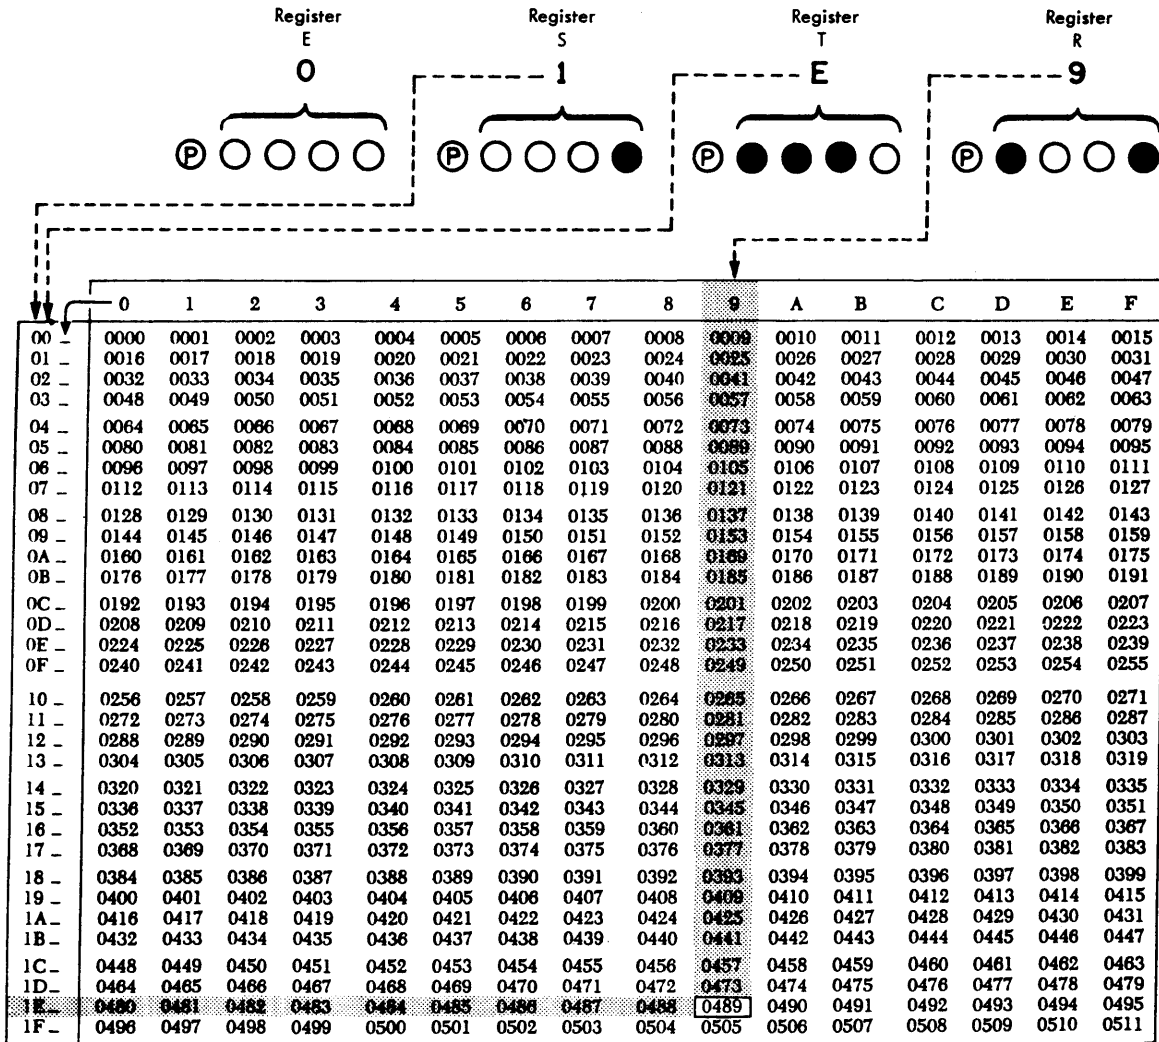 Register Register Register Register
E S T R
0 1 E 9
P P P P
0 1 2 3 4 5 6 7 8 9 A B C D E F
00 _ 0000 0001 0002 0003 0004 0005 0006 0007 0008 0009 0010 0011 0012 0013 0014 0015
01 _ 0016 0017 0018 0019 0020 0021 0022 0023 0024 0025 0026 0027 0028 0029 0030 0031
02 _ 0032 0033 0034 0035 0036 0037 0038 0039 0040 0041 0042 0043 0044 0045 0046 0047
03 _ 0048 0049 0050 0051 0052 0053 0054 0055 0056 0057 0058 0059 0060 0061 0062 0063
04 _ 0064 0065 0066 0067 0068 0069 0070 0071 0072 0073 0074 0075 0076 0077 0078 0079
05 _ 0080 0081 0082 0083 0084 0085 0086 0087 0088 0089 0090 0091 0092 0093 0094 0095
06 _ 0096 0097 0098 0099 0100 0101 0102 0103 0104 0105 0106 0107 0108 0109 0110 0111
07 _ 0112 0113 0114 0115 0116 0117 0118 0119 0120 0121 0122 0123 0124 0125 0126 0127
08 _ 0128 0129 0130 0131 0132 0133 0134 0135 0136 0137 0138 0139 0140 0141 0142 0143
09 _ 0144 0145 0146 0147 0148 0149 0150 0151 0152 0153 0154 0155 0156 0157 0158 0159
0A _ 0160 0161 0162 0163 0164 0165 0166 0167 0168 0169 0170 0171 0172 0173 0174 0175
0B _ 0176 0177 0178 0179 0180 0181 0182 0183 0184 0185 0186 0187 0188 0189 0190 0191
0C _ 0192 0193 0194 0195 0196 0197 0198 0199 0200 0201 0202 0203 0204 0205 0206 0207
0D _ 0208 0209 0210 0211 0212 0213 0214 0215 0216 0217 0218 0219 0220 0221 0222 0223
0E _ 0224 0225 0226 0227 0228 0229 0230 0231 0232 0233 0234 0235 0236 0237 0238 0239
0F _ 0240 0241 0242 0243 0244 0245 0246 0247 0248 0249 0250 0251 0252 0253 0254 0255
10 _ 0256 0257 0258 0259 0260 0261 0262 0263 0264 0265 0266 0267 0268 0269 0270 0271
11 _ 0272 0273 0274 0275 0276 0277 0278 0279 0280 0281 0282 0283 0284 0285 0286 0287
12 _ 0288 0289 0290 0291 0292 0293 0294 0295 0296 0297 0298 0299 0300 0301 0302 0303
13 _ 0304 0305 0306 0307 0308 0309 0310 0311 0312 0313 0314 0315 0316 0317 0318 0319
14 _ 0320 0321 0322 0323 0324 0325 0326 0327 0328 0329 0330 0331 0332 0333 0334 0335
15 _ 0336 0337 0338 0339 0340 0341 0342 0343 0344 0345 0346 0347 0348 0349 0350 0351
16 _ 0352 0353 0354 0355 0356 0357 0358 0359 0360 0361 0362 0363 0364 0365 0366 0367
17 _ 0368 0369 0370 0371 0372 0373 0374 0375 0376 0377 0378 0379 0380 0381 0382 0383
18 _ 0384 0385 0386 0387 0388 0389 0390 0391 0392 0393 0394 0395 0396 0397 0398 0399
19 _ 0400 0401 0402 0403 0404 0405 0406 0407 0408 0409 0410 0411 0412 0413 0414 0415
1A _ 0416 0417 0418 0419 0420 0421 0422 0423 0424 0425 0426 0427 0428 0429 0430 0431
1B _ 0432 0433 0434 0435 0436 0437 0438 0439 0440 0441 0442 0443 0444 0445 0446 0447
1C _ 0448 0449 0450 0451 0452 0453 0454 0455 0456 0457 0458 0459 0460 0461 0462 0463
1D _ 0464 0465 0466 0467 0468 0469 0470 0471 0472 0473 0474 0475 0476 0477 0478 0479
1E _ 0480 0481 0482 0483 0484 0485 0486 0487 0488 0489 0490 0491 0492 0493 0494 0495
1F _ 0496 0497 0498 0499 0500 0501 0502 0503 0504 0505 0506 0507 0508 0509 0510 0511